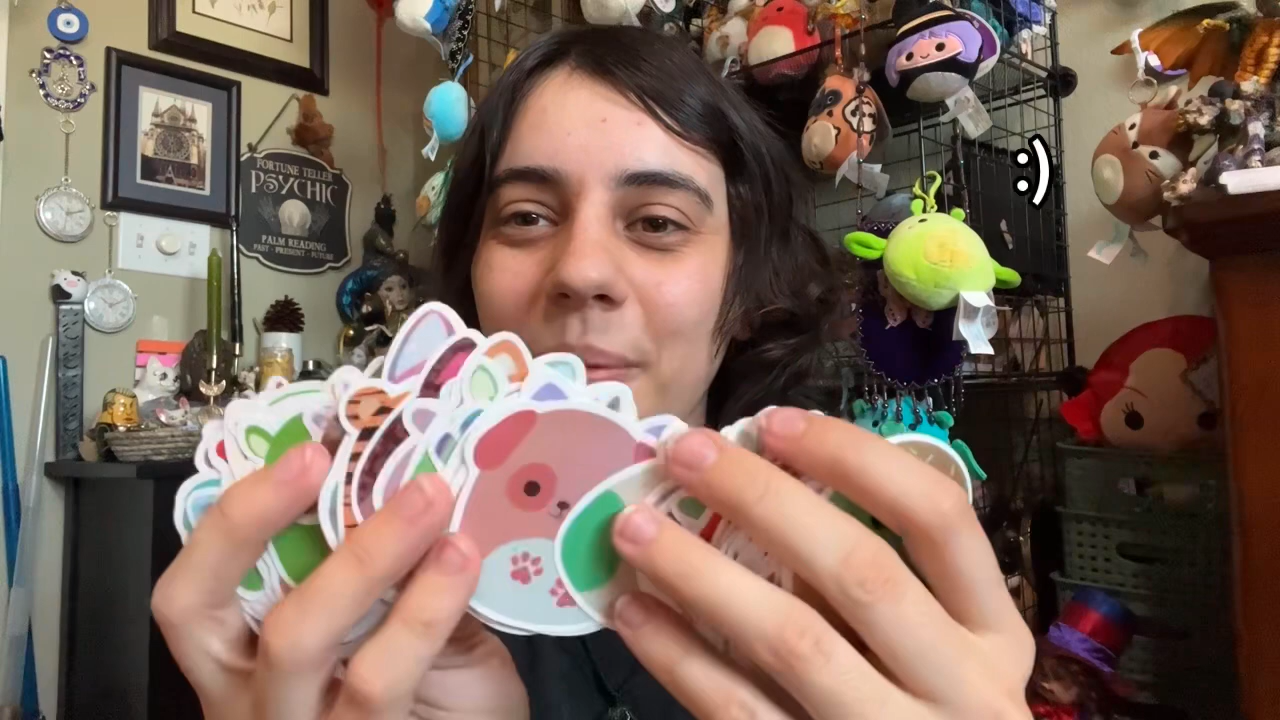 FORTUNE TELLER
PSYCHIC
PALM READING
PAST - PRESENT - FUTURE
:)